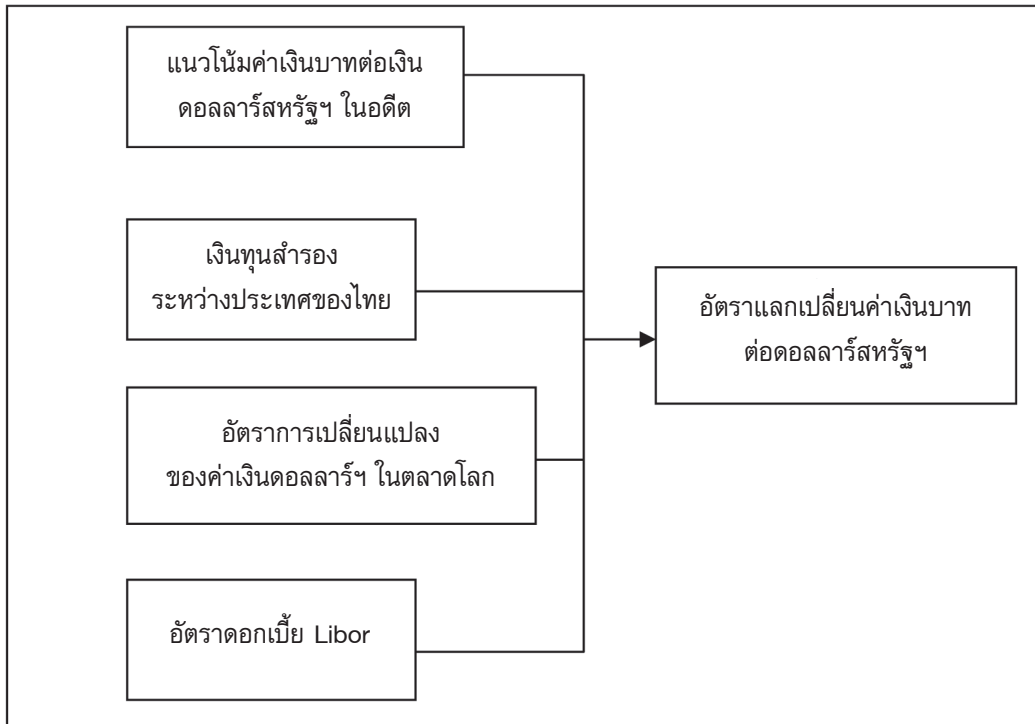 แนวโน้มค่าเงินบาทต่อเงิน
ดอลลาร์สหรัฐฯ ในอดีต
เงินทุนสำรอง
ระหว่างประเทศของไทย
อัตราการเปลี่ยนแปลง
ของค่าเงินดอลลาร์ฯ ในตลาดโลก
อัตราดอกเบี้ย Libor
อัตราแลกเปลี่ยนค่าเงินบาท
ต่อดอลลาร์สหรัฐฯ